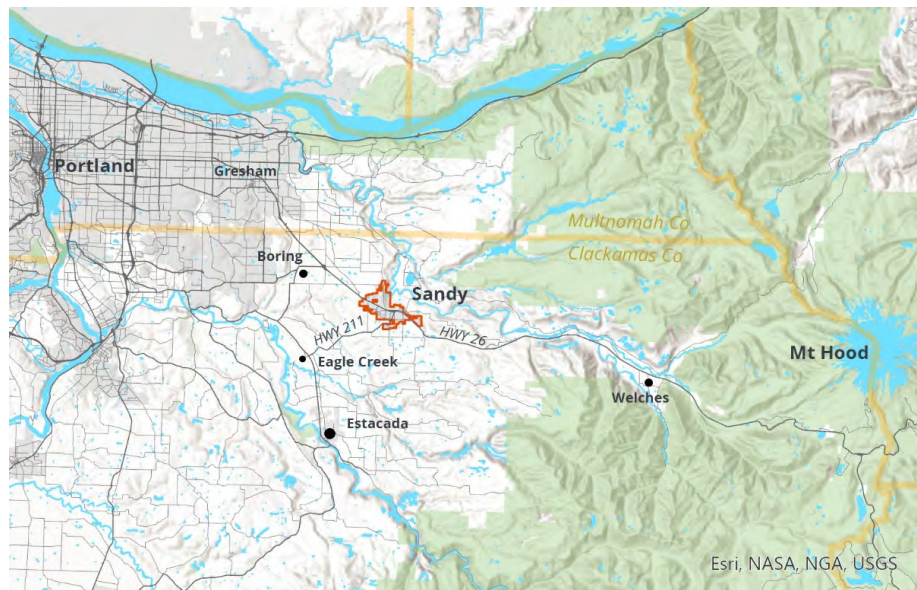 Portland
Gresham
Multnomah Co
Clackamas Co
Boring
Sandy
HWY 211
HWY 26
Mt Hood
Eagle Creek
Welches
Estacada
Esri, NASA, NGA, USGS